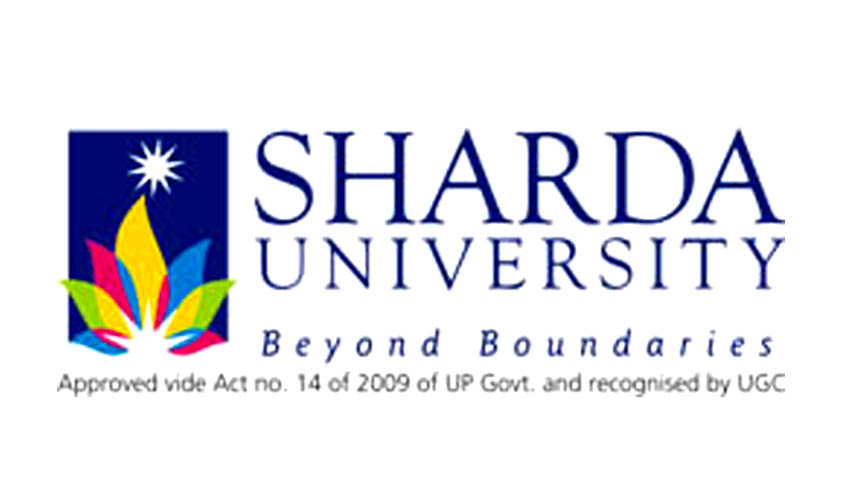 SHARDA
UNIVERSITY
Beyond Boundaries
Approved vide Act no. 14 of 2009 of UP Govt. and recognised by UGC